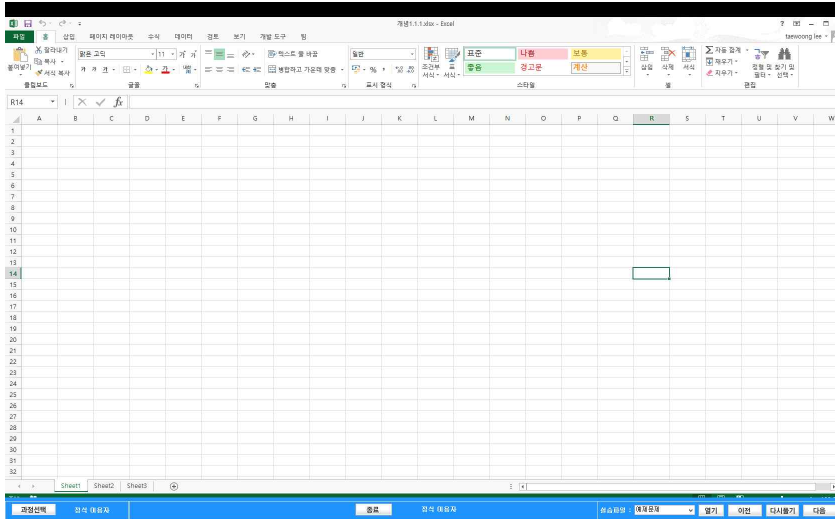 개념1.1.1.xlsx - Excel
taewoong lee
파일 홈 삽입 페이지 레이아웃 수식 데이터 검토 보기 개발 도구 팀
붙여넣기
잘라내기
복사
서식 복사
클립보드
맑은 고딕 11
글꼴
텍스트 줄 바꿈
병합하고 가운데 맞춤
맞춤
일반
표시 형식
조건부 서식
서식
표준 나쁨 보통
좋음 경고문 계산
스타일
삽입 삭제 서식
셀
자동 합계
채우기
지우기
정렬 및 필터
찾기 및 선택
편집
R14 fx
A B C D E F G H I J K L M N O P Q R S T U V W
1
2
3
4
5
6
7
8
9
10
11
12
13
14
15
16
17
18
19
20
21
22
23
24
25
26
27
28
29
30
31
32
Sheet1 Sheet2 Sheet3
과정선택 정식 이용자 종료 정식 이용자 실습파일 : 예제문제 열기 이전 다시풀기 다음